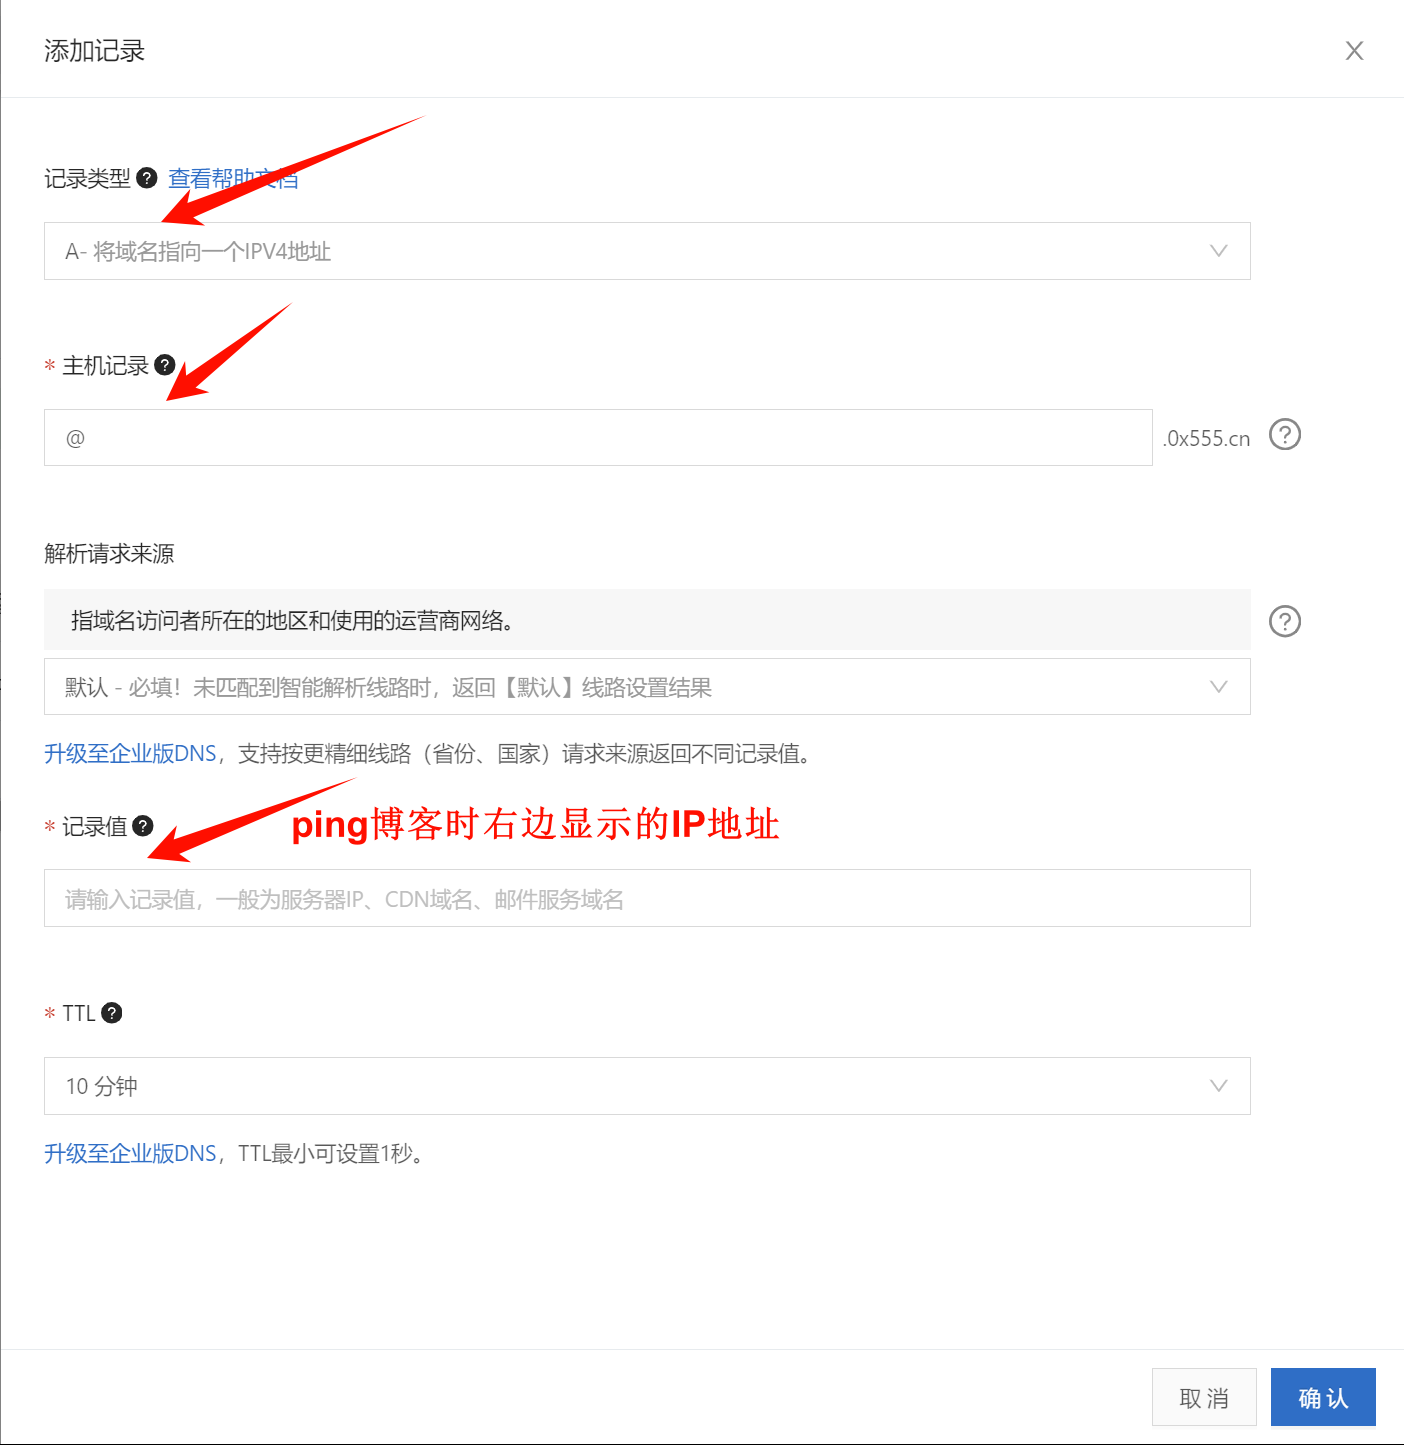 添加记录
记录类型 查看帮助文档
A- 将域名指向一个IPV4地址
* 主机记录
@
.0x555.cn
解析请求来源
指域名访问者所在的地区和使用的运营商网络。
默认 - 必填！未匹配到智能解析线路时，返回【默认】线路设置结果
升级至企业版DNS，支持按更精细线路（省份、国家）请求来源返回不同记录值。
* 记录值
ping博客时右边显示的IP地址
请输入记录值，一般为服务器IP、CDN域名、邮件服务域名
* TTL
10 分钟
升级至企业版DNS，TTL最小可设置1秒。
取 消
确 认